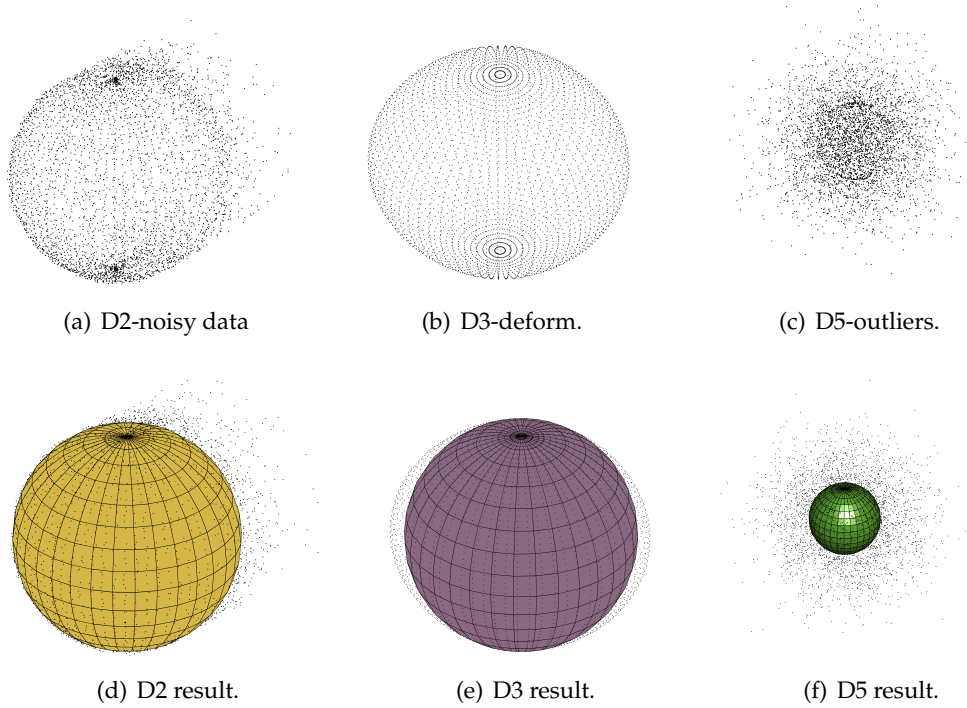 (a) D2-noisy data
(b) D3-deform.
(c) D5-outliers.
(d) D2 result.
(e) D3 result.
(f) D5 result.